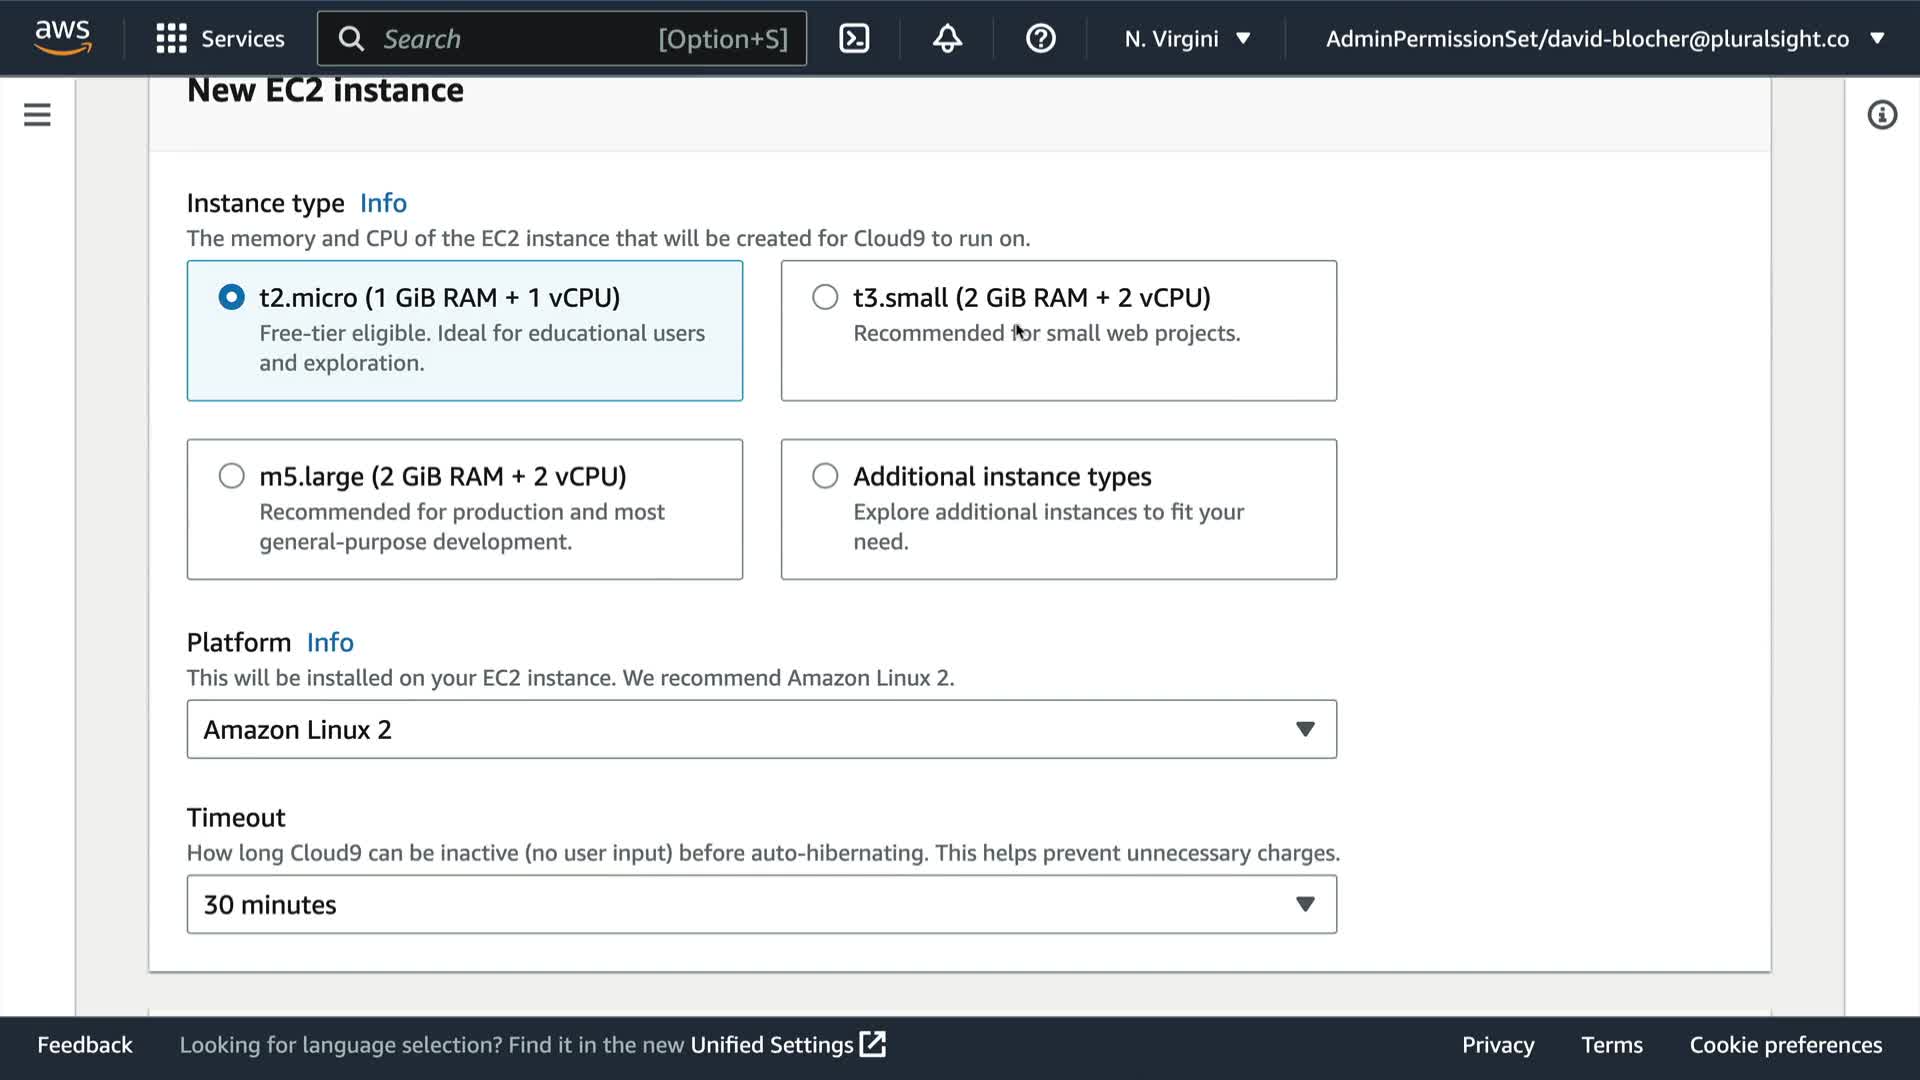 aws
Services
Search
[Option+S]
N. Virgini
AdminPermissionSet/david-blocher@pluralsight.co
New EC2 instance
Instance type Info
The memory and CPU of the EC2 instance that will be created for Cloud9 to run on.
t2.micro (1 GiB RAM + 1 vCPU)
Free-tier eligible. Ideal for educational users
and exploration.
t3.small (2 GiB RAM + 2 vCPU)
Recommended for small web projects.
m5.large (2 GiB RAM + 2 vCPU)
Recommended for production and most
general-purpose development.
Additional instance types
Explore additional instances to fit your
need.
Platform Info
This will be installed on your EC2 instance. We recommend Amazon Linux 2.
Amazon Linux 2
Timeout
How long Cloud9 can be inactive (no user input) before auto-hibernating. This helps prevent unnecessary charges.
30 minutes
Feedback
Looking for language selection? Find it in the new Unified Settings
Privacy
Terms
Cookie preferences